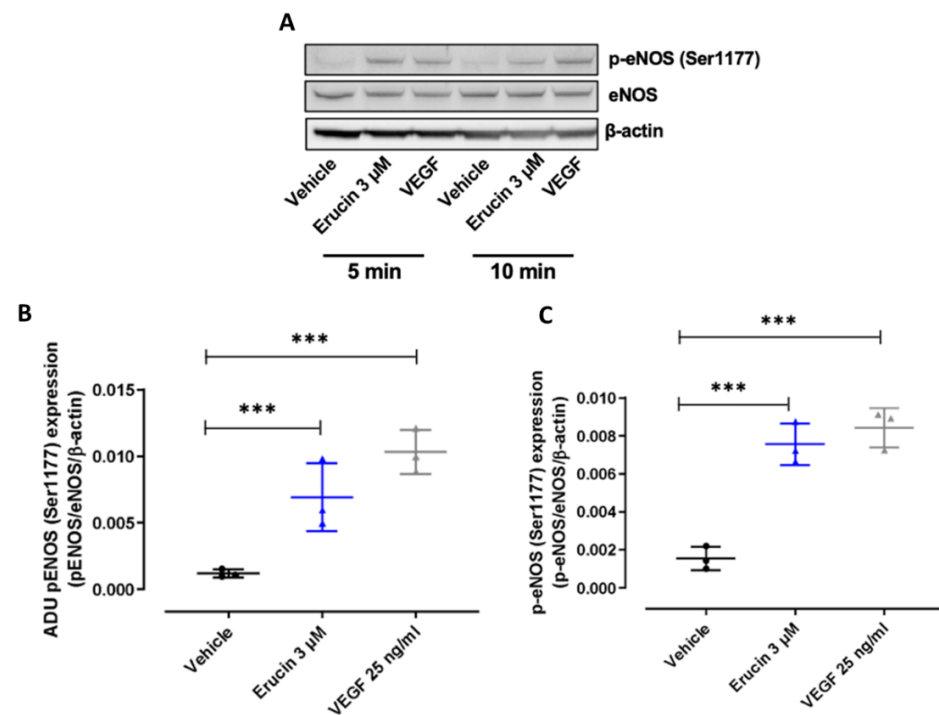 A
p-eNOS (Ser1177)
eNOS
β-actin
Vehicle
Erucin 3 μM
VEGF
Vehicle
Erucin 3 μM
VEGF
5 min
10 min
B
***
***
ADU pENOS (Ser1177) expression
(pENOS/eNOS/β-actin)
0.015
0.010
0.005
0.000
Vehicle
Erucin 3 μM
VEGF 25 ng/ml
C
***
***
p-eNOS (Ser1177) expression
(p-eNOS/eNOS/β-actin)
0.010
0.008
0.006
0.004
0.002
0.000
Vehicle
Erucin 3 μM
VEGF 25 ng/ml